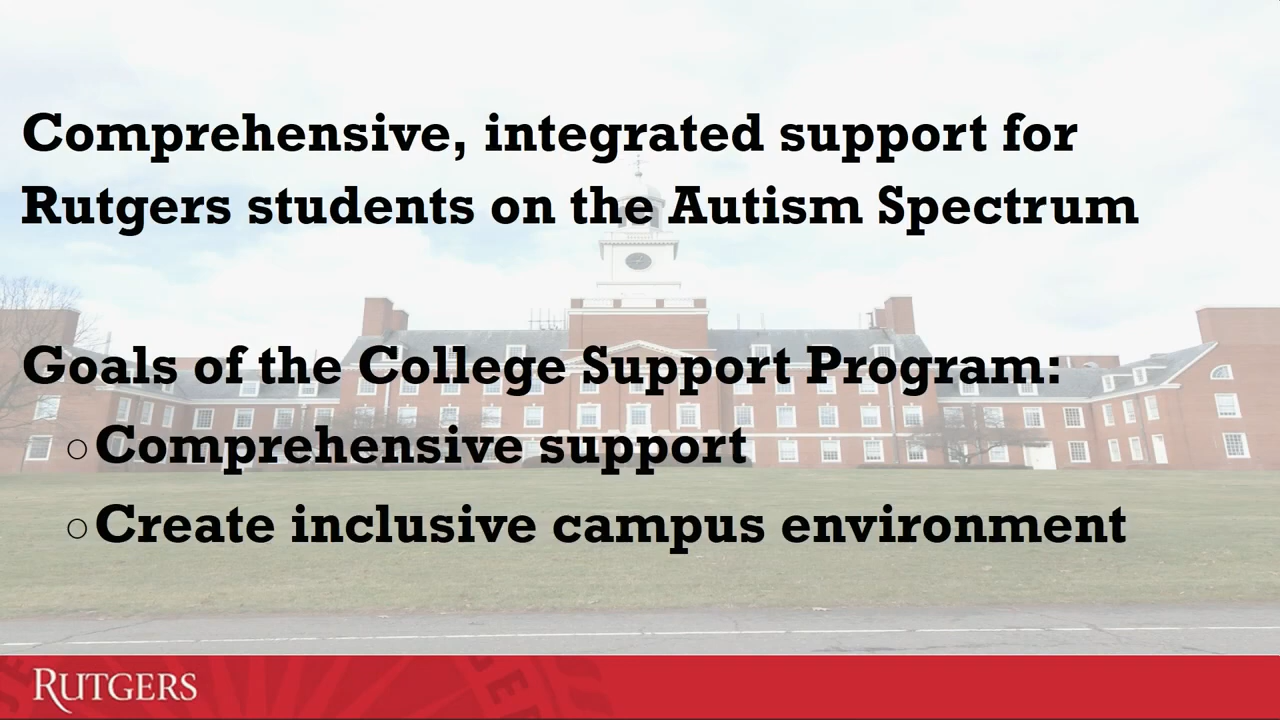 Comprehensive, integrated support for
Rutgers students on the Autism Spectrum
Goals of the College Support Program:
○Comprehensive support
○Create inclusive campus environment
RUTGERS